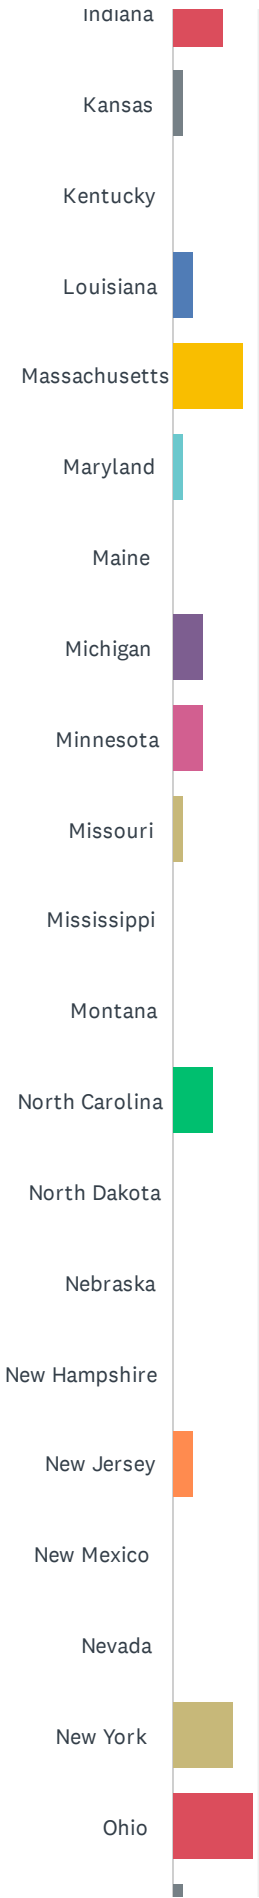 Indiana
Kansas
Kentucky
Louisiana
Massachusetts
Maryland
Maine
Michigan
Minnesota
Missouri
Mississippi
Montana
North Carolina
North Dakota
Nebraska
New Hampshire
New Jersey
New Mexico
Nevada
New York
Ohio